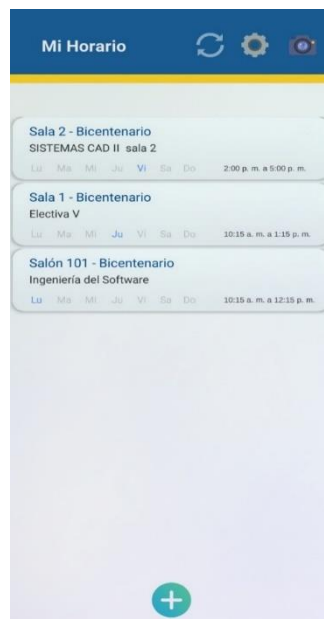 Mi Horario
Sala 2 - Bicentenario
SISTEMAS CAD II sala 2
Lu Ma Mi Ju Vi Sa Do 2:00 p. m. a 5:00 p. m.
Sala 1 - Bicentenario
Electiva V
Lu Ma Mi Ju Vi Sa Do 10:15 a. m. a 1:15 p. m.
Salón 101 - Bicentenario
Ingeniería del Software
Lu Ma Mi Ju Vi Sa Do 10:15 a. m. a 12:15 p. m.